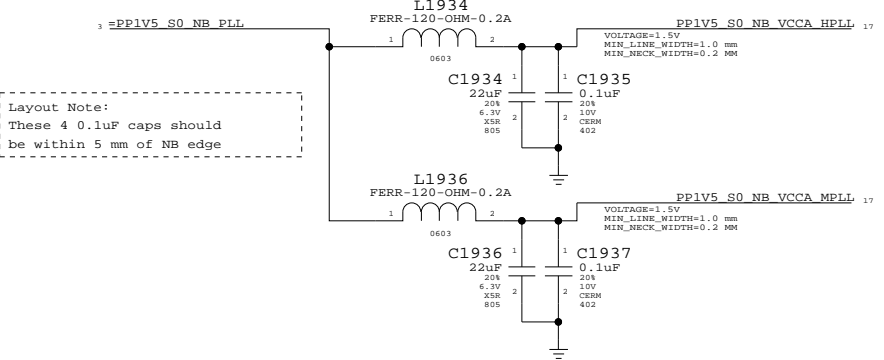 L1934
FERR-120-OHM-0.2A
3 =PP1V5_S0_NB_PLL
PP1V5_S0_NB_VCCA_HPLL 17
1 2
VOLTAGE=1.5V
MIN_LINE_WIDTH=1.0 mm
MIN_NECK_WIDTH=0.2 MM
0603
C1934 1
1 C1935
22uF
0.1uF
20%
20%
6.3V
10V
X5R 2
2 CERM
805
402
Layout Note:
These 4 0.1uF caps should
be within 5 mm of NB edge
L1936
FERR-120-OHM-0.2A
PP1V5_S0_NB_VCCA_MPLL 17
1 2
VOLTAGE=1.5V
MIN_LINE_WIDTH=1.0 mm
MIN_NECK_WIDTH=0.2 MM
0603
C1936 1
1 C1937
22uF
0.1uF
20%
20%
6.3V
10V
X5R 2
2 CERM
805
402